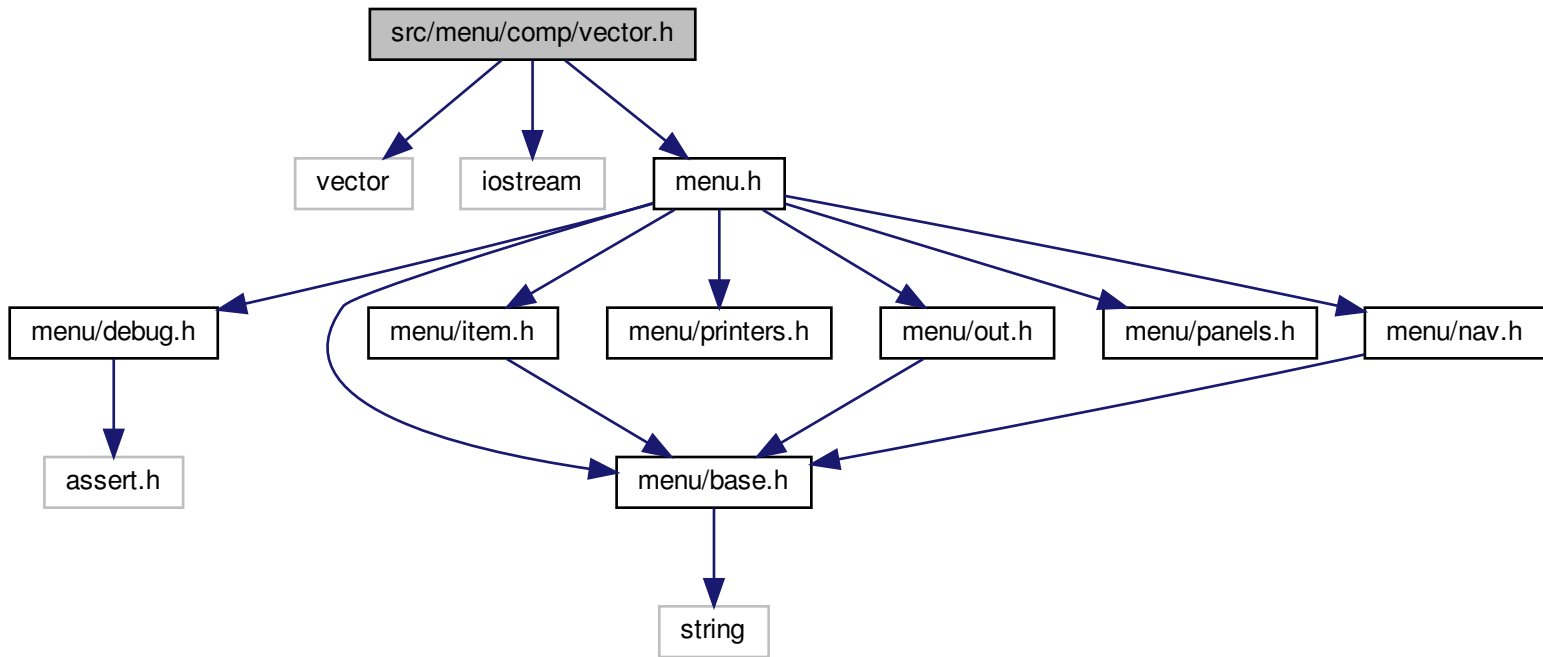 src/menu/comp/vector.h
vector
iostream
menu.h
menu/debug.h
menu/item.h
menu/printers.h
menu/out.h
menu/panels.h
menu/nav.h
assert.h
menu/base.h
string